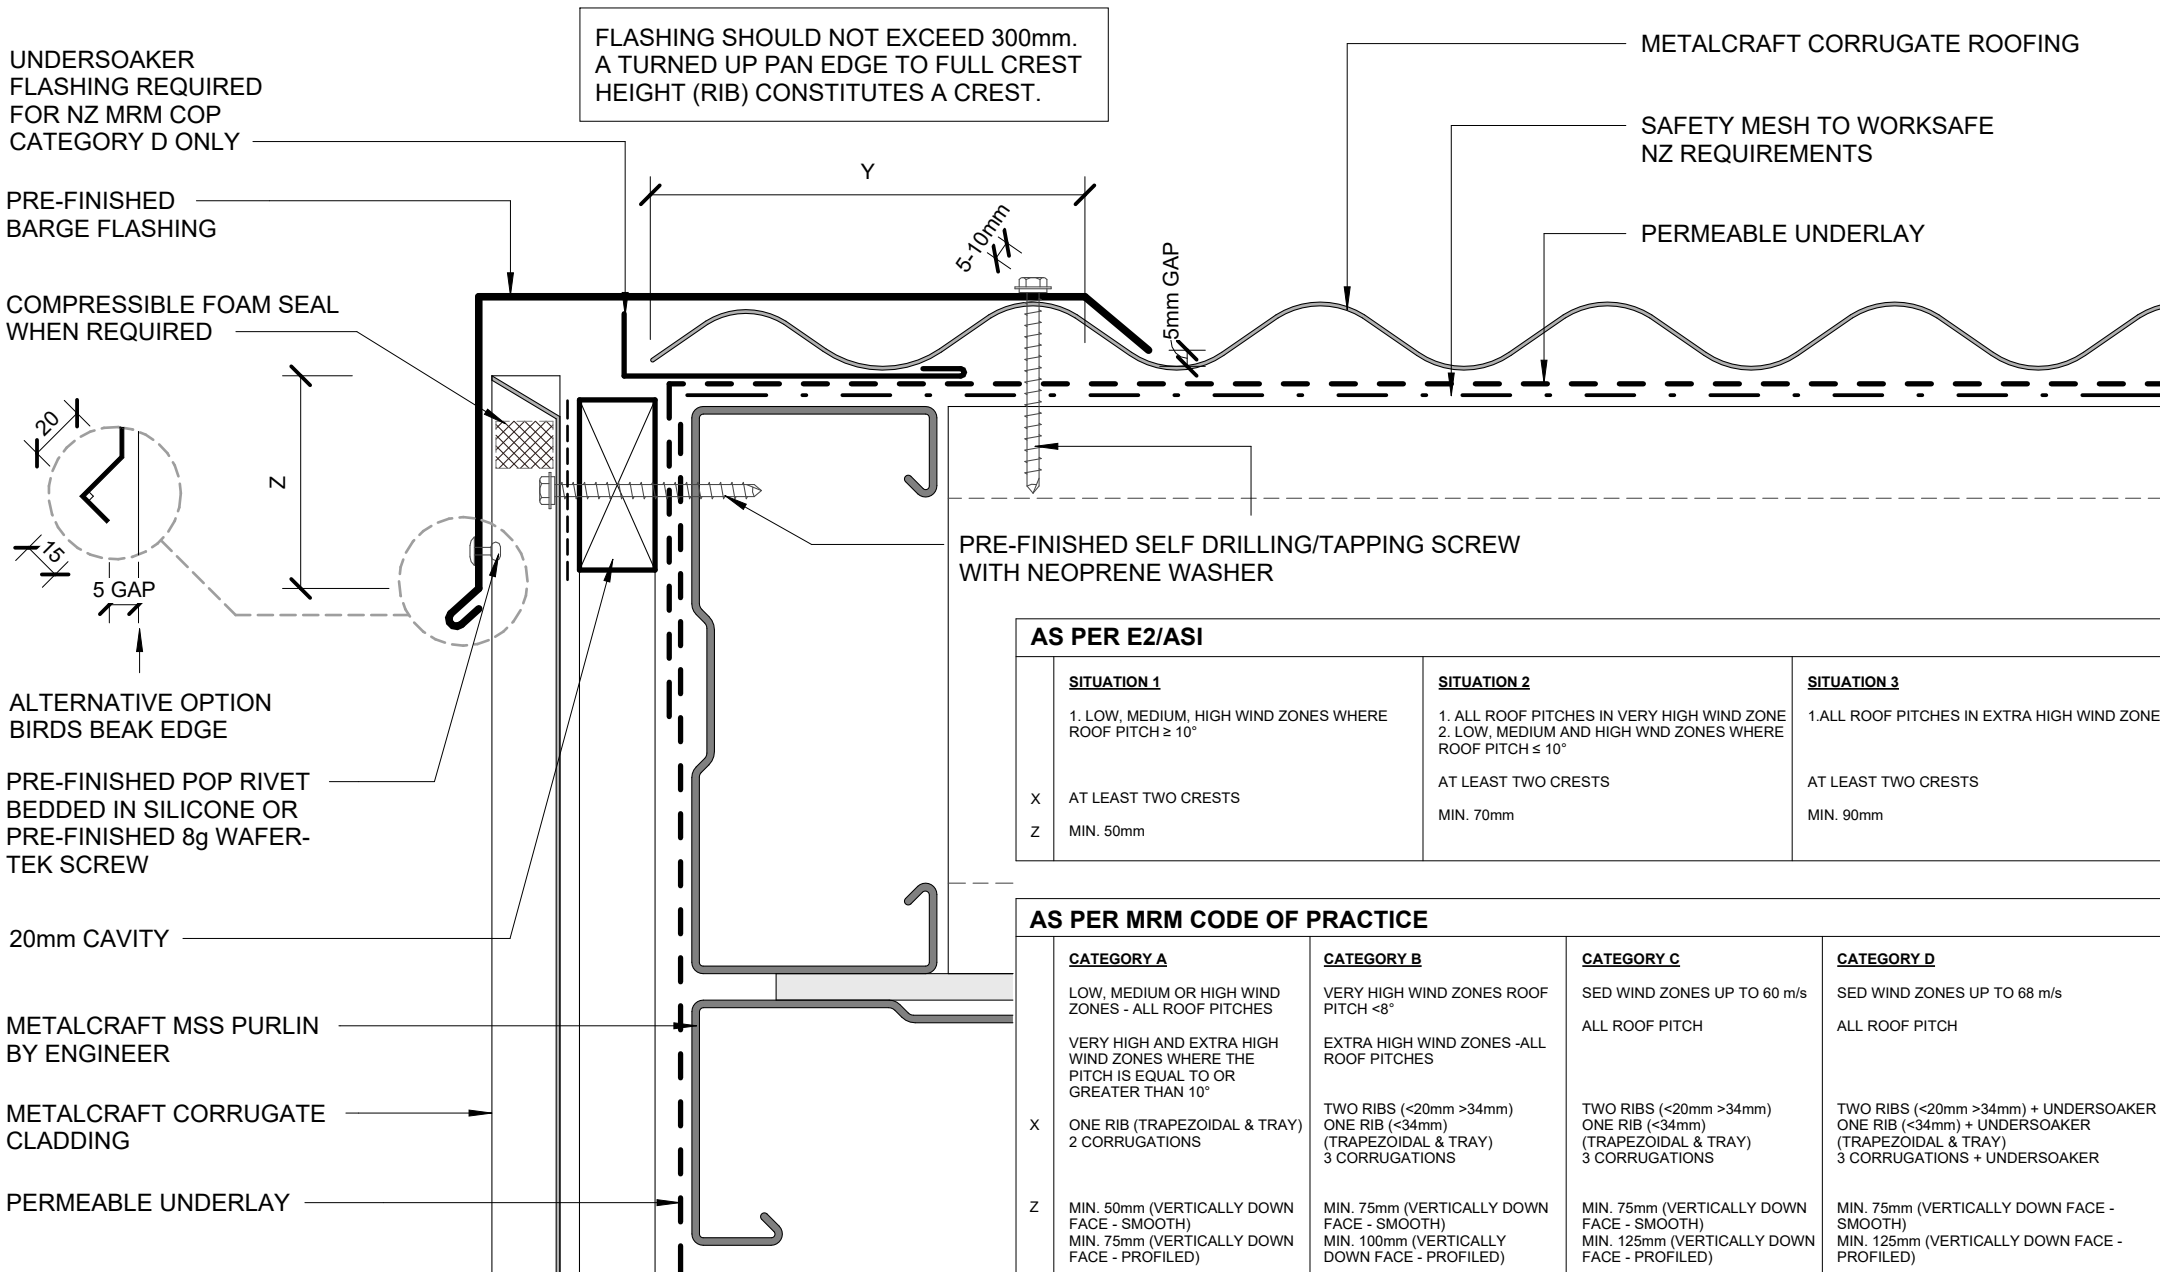 UNDERSOAKER
FLASHING REQUIRED
FOR NZ MRM COP
CATEGORY D ONLY
PRE-FINISHED
BARGE FLASHING
COMPRESSIBLE FOAM SEAL
WHEN REQUIRED
FLASHING SHOULD NOT EXCEED 300mm.
A TURNED UP PAN EDGE TO FULL CREST
HEIGHT (RIB) CONSTITUTES A CREST.
METALCRAFT CORRUGATE ROOFING
SAFETY MESH TO WORKSAFE
NZ REQUIREMENTS
PERMEABLE UNDERLAY
Y
5-10mm
5mm GAP
Z
20
15
5 GAP
ALTERNATIVE OPTION
BIRDS BEAK EDGE
PRE-FINISHED POP RIVET
BEDDED IN SILICONE OR
PRE-FINISHED 8g WAFER-
TEK SCREW
20mm CAVITY
METALCRAFT MSS PURLIN
BY ENGINEER
METALCRAFT CORRUGATE
CLADDING
PERMEABLE UNDERLAY
PRE-FINISHED SELF DRILLING/TAPPING SCREW
WITH NEOPRENE WASHER
AS PER E2/ASI
SITUATION 1
1. LOW, MEDIUM, HIGH WIND ZONES WHERE
ROOF PITCH ≥ 10°
X AT LEAST TWO CRESTS
Z MIN. 50mm
SITUATION 2
1. ALL ROOF PITCHES IN VERY HIGH WIND ZONE
2. LOW, MEDIUM AND HIGH WND ZONES WHERE
ROOF PITCH ≤ 10°
AT LEAST TWO CRESTS
MIN. 70mm
SITUATION 3
1.ALL ROOF PITCHES IN EXTRA HIGH WIND ZONE
AT LEAST TWO CRESTS
MIN. 90mm
AS PER MRM CODE OF PRACTICE
CATEGORY A
LOW, MEDIUM OR HIGH WIND
ZONES - ALL ROOF PITCHES
VERY HIGH AND EXTRA HIGH
WIND ZONES WHERE THE
PITCH IS EQUAL TO OR
GREATER THAN 10°
X ONE RIB (TRAPEZOIDAL & TRAY)
2 CORRUGATIONS
Z MIN. 50mm (VERTICALLY DOWN
FACE - SMOOTH)
MIN. 75mm (VERTICALLY DOWN
FACE - PROFILED)
CATEGORY B
VERY HIGH WIND ZONES ROOF
PITCH <8°
EXTRA HIGH WIND ZONES -ALL
ROOF PITCHES
TWO RIBS (<20mm >34mm)
ONE RIB (<34mm)
(TRAPEZOIDAL & TRAY)
3 CORRUGATIONS
MIN. 75mm (VERTICALLY DOWN
FACE - SMOOTH)
MIN. 100mm (VERTICALLY
DOWN FACE - PROFILED)
CATEGORY C
SED WIND ZONES UP TO 60 m/s
ALL ROOF PITCH
TWO RIBS (<20mm >34mm)
ONE RIB (<34mm)
(TRAPEZOIDAL & TRAY)
3 CORRUGATIONS
MIN. 75mm (VERTICALLY DOWN
FACE - SMOOTH)
MIN. 125mm (VERTICALLY DOWN
FACE - PROFILED)
CATEGORY D
SED WIND ZONES UP TO 68 m/s
ALL ROOF PITCH
TWO RIBS (<20mm >34mm) + UNDERSOAKER
ONE RIB (<34mm) + UNDERSOAKER
(TRAPEZOIDAL & TRAY)
3 CORRUGATIONS + UNDERSOAKER
MIN. 75mm (VERTICALLY DOWN FACE -
SMOOTH)
MIN. 125mm (VERTICALLY DOWN FACE -
PROFILED)